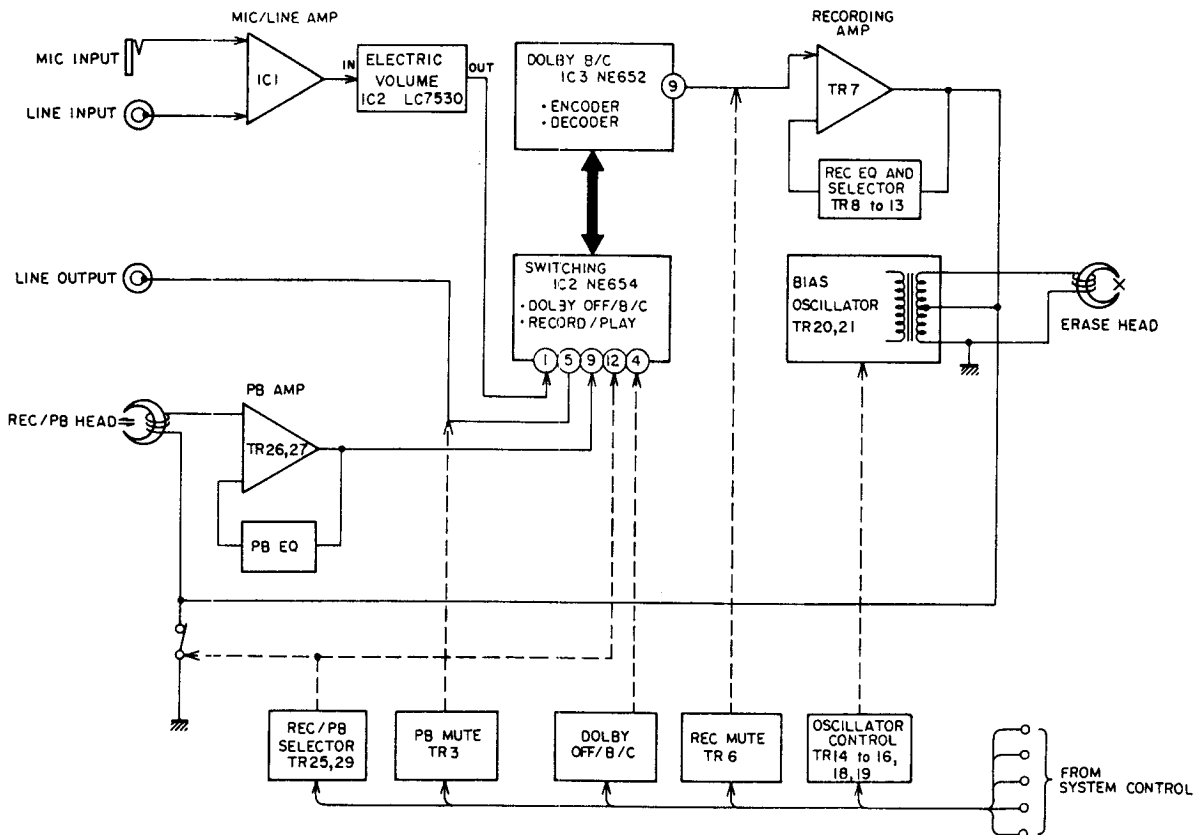 MIC/LINE AMP
RECORDING
AMP
MIC INPUT
IC1
IN
ELECTRIC
VOLUME
IC2 LC7530
OUT
DOLBY B/C
IC3 NE652
• ENCODER
• DECODER
9
TR7
LINE INPUT
REC EQ AND
SELECTOR
TR8 to 13
LINE OUTPUT
SWITCHING
IC2 NE654
• DOLBY OFF/B/C
• RECORD/PLAY
1
5
9
12
4
BIAS
OSCILLATOR
TR20,21
ERASE HEAD
PB AMP
REC/PB HEAD
TR26,27
PB EQ
REC/PB
SELECTOR
TR25,29
PB MUTE
TR3
DOLBY
OFF/B/C
REC MUTE
TR6
OSCILLATOR
CONTROL
TR14 to 16,
18,19
FROM
SYSTEM CONTROL